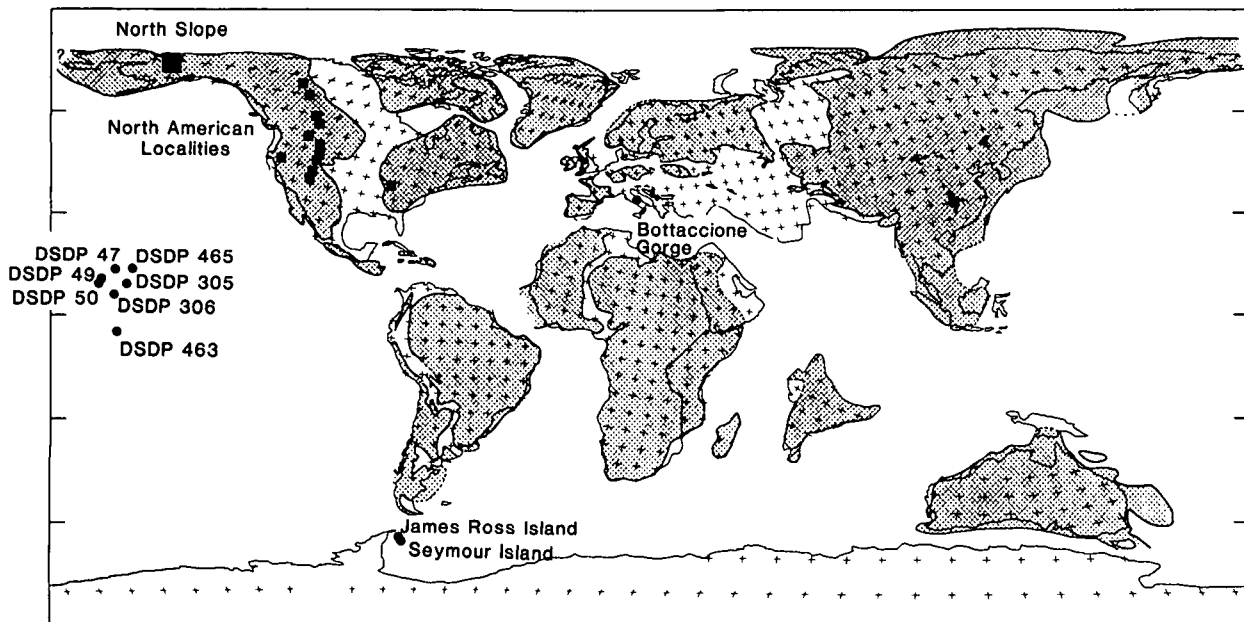 North Slope
?
North American
Localities
Bottaccione
Gorge
DSDP 47
DSDP 465
DSDP 49
DSDP 305
DSDP 50
DSDP 306
DSDP 463
James Ross Island
Seymour Island